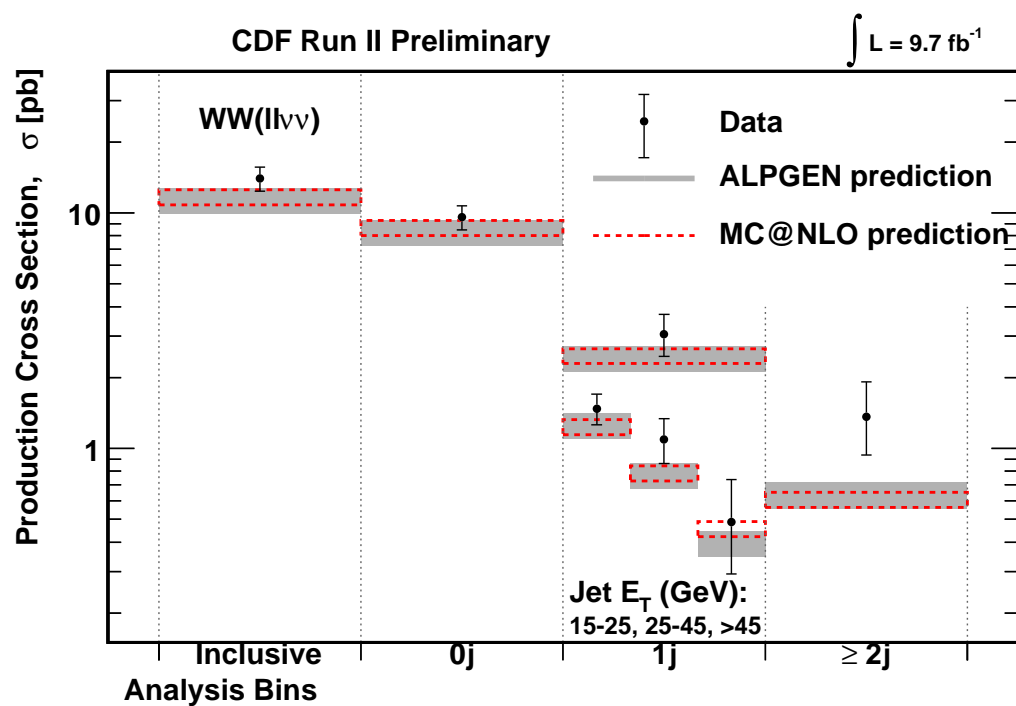 CDF Run II Preliminary
∫ L = 9.7 fb⁻¹
Production Cross Section, σ [pb]
WW(llνν)
Data
ALPGEN prediction
MC@NLO prediction
10
1
Jet E_T (GeV):
15-25, 25-45, >45
| Inclusive | 0j | 1j | ≥ 2j |
Analysis Bins